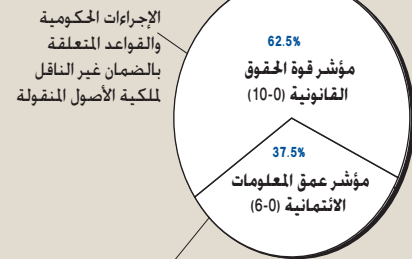 الإجراءات الحكومية
والقواعد المتعلقة
بالضمان غير الناقل
لملكية الأصول المنقولة
62.5%
مؤشر قوة الحقوق
القانونية (0-10)
37.5%
مؤشر عمق المعلومات
الائتمانية (0-6)